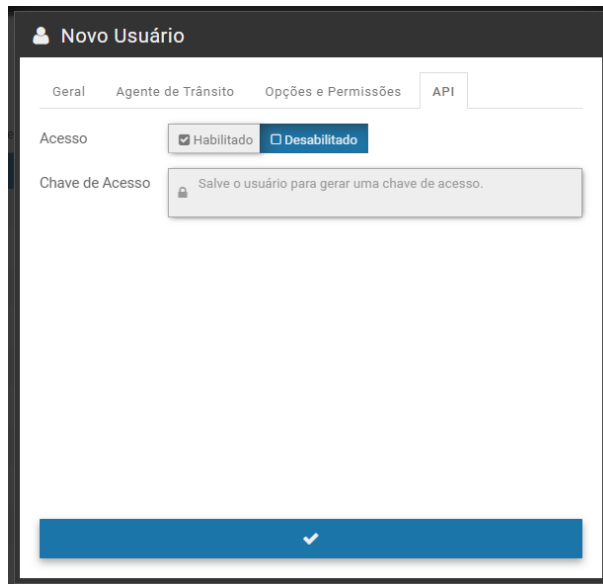 Novo Usuário
Geral Agente de Trânsito Opções e Permissões API
Acesso Habilitado Desabilitado
Chave de Acesso Salve o usuário para gerar uma chave de acesso.